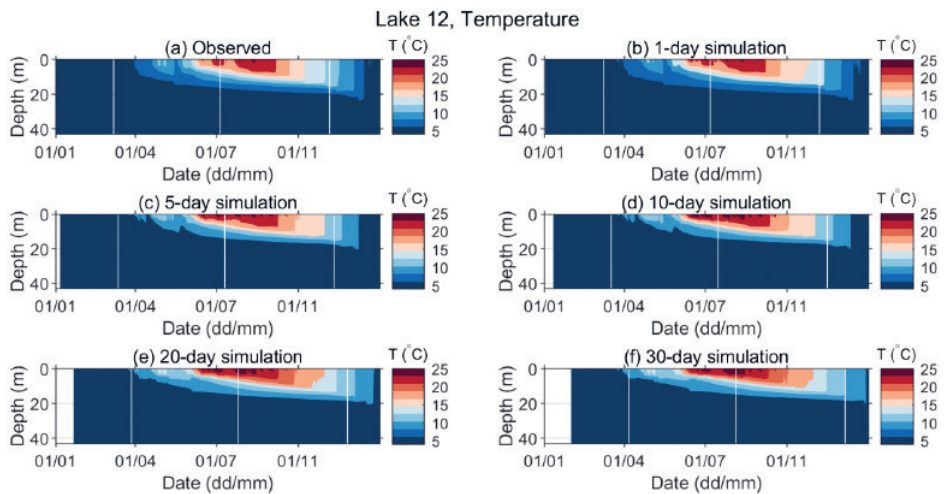 Lake 12, Temperature
(a) Observed
T (°C)
0
20
40
Depth (m)
01/01
01/04
01/07
01/11
Date (dd/mm)
25
20
15
10
5
(b) 1-day simulation
T (°C)
0
20
40
Depth (m)
01/01
01/04
01/07
01/11
Date (dd/mm)
25
20
15
10
5
(c) 5-day simulation
T (°C)
0
20
40
Depth (m)
01/01
01/04
01/07
01/11
Date (dd/mm)
25
20
15
10
5
(d) 10-day simulation
T (°C)
0
20
40
Depth (m)
01/01
01/04
01/07
01/11
Date (dd/mm)
25
20
15
10
5
(e) 20-day simulation
T (°C)
0
20
40
Depth (m)
01/01
01/04
01/07
01/11
Date (dd/mm)
25
20
15
10
5
(f) 30-day simulation
T (°C)
0
20
40
Depth (m)
01/01
01/04
01/07
01/11
Date (dd/mm)
25
20
15
10
5